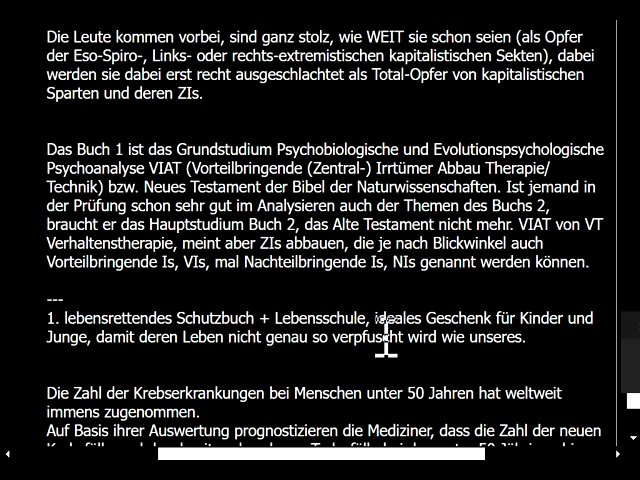 Die Leute kommen vorbei, sind ganz stolz, wie WEIT sie schon seien (als Opfer
der Eso-Spiro-, Links- oder rechts-extremistischen kapitalistischen Sekten), dabei
werden sie dabei erst recht ausgeschlachtet als Total-Opfer von kapitalistischen
Sparten und deren ZIs.
Das Buch 1 ist das Grundstudium Psychobiologische und Evolutionspsychologische
Psychoanalyse VIAT (Vorteilbringende (Zentral-) Irrtümer Abbau Therapie/
Technik) bzw. Neues Testament der Bibel der Naturwissenschaften. Ist jemand in
der Prüfung schon sehr gut im Analysieren auch der Themen des Buchs 2,
braucht er das Hauptstudium Buch 2, das Alte Testament nicht mehr. VIAT von VT
Verhaltenstherapie, meint aber ZIs abbauen, die je nach Blickwinkel auch
Vorteilbringende Is, VIs, mal Nachteilbringende Is, NIs genannt werden können.
---
1. lebensrettendes Schutzbuch + Lebensschule, ideales Geschenk für Kinder und
Junge, damit deren Leben nicht genau so verpfuscht wird wie unseres.
Die Zahl der Krebserkrankungen bei Menschen unter 50 Jahren hat weltweit
immens zugenommen.
Auf Basis ihrer Auswertung prognostizieren die Mediziner, dass die Zahl der neuen